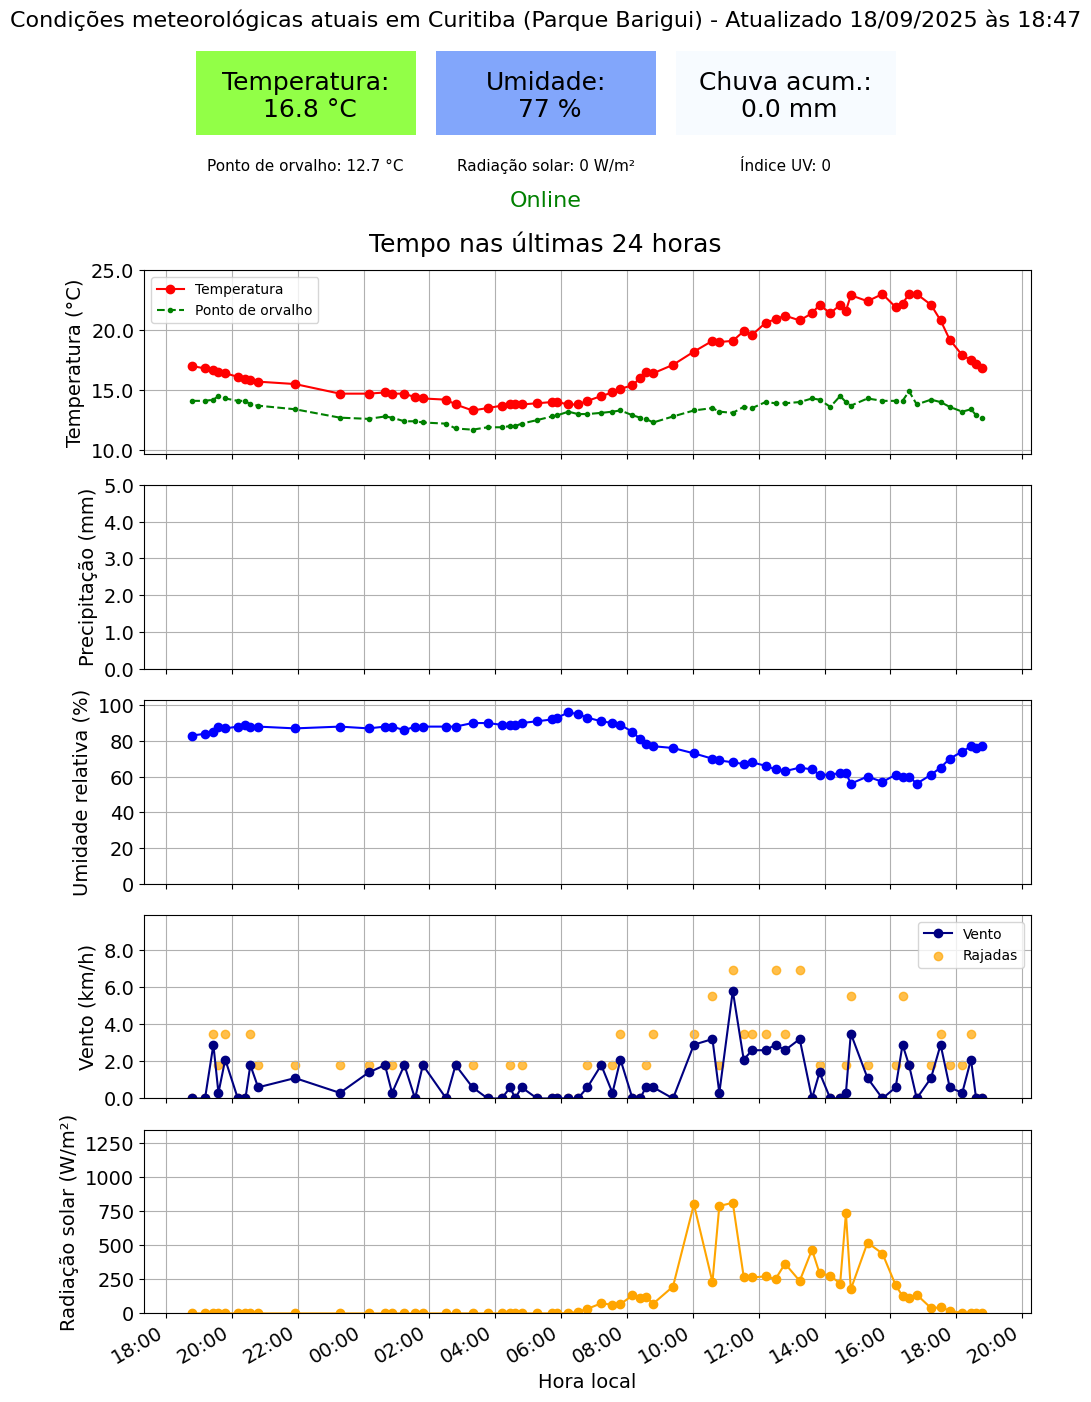 Condições meteorológicas atuais em Curitiba (Parque Barigui) - Atualizado 18/09/2025 às 18:47
Temperatura:
16.8 °C
Umidade:
77 %
Chuva acum.:
0.0 mm
Ponto de orvalho: 12.7 °C
Radiação solar: 0 W/m²
Índice UV: 0
Online
Tempo nas últimas 24 horas
Temperatura (°C)
25.0
20.0
15.0
10.0
Temperatura
Ponto de orvalho
Precipitação (mm)
5.0
4.0
3.0
2.0
1.0
0.0
Umidade relativa (%)
100
80
60
40
20
0
Vento (km/h)
8.0
6.0
4.0
2.0
0.0
Vento
Rajadas
Radiação solar (W/m²)
1250
1000
750
500
250
0
18:00
20:00
22:00
00:00
02:00
04:00
06:00
08:00
10:00
12:00
14:00
16:00
18:00
20:00
Hora local